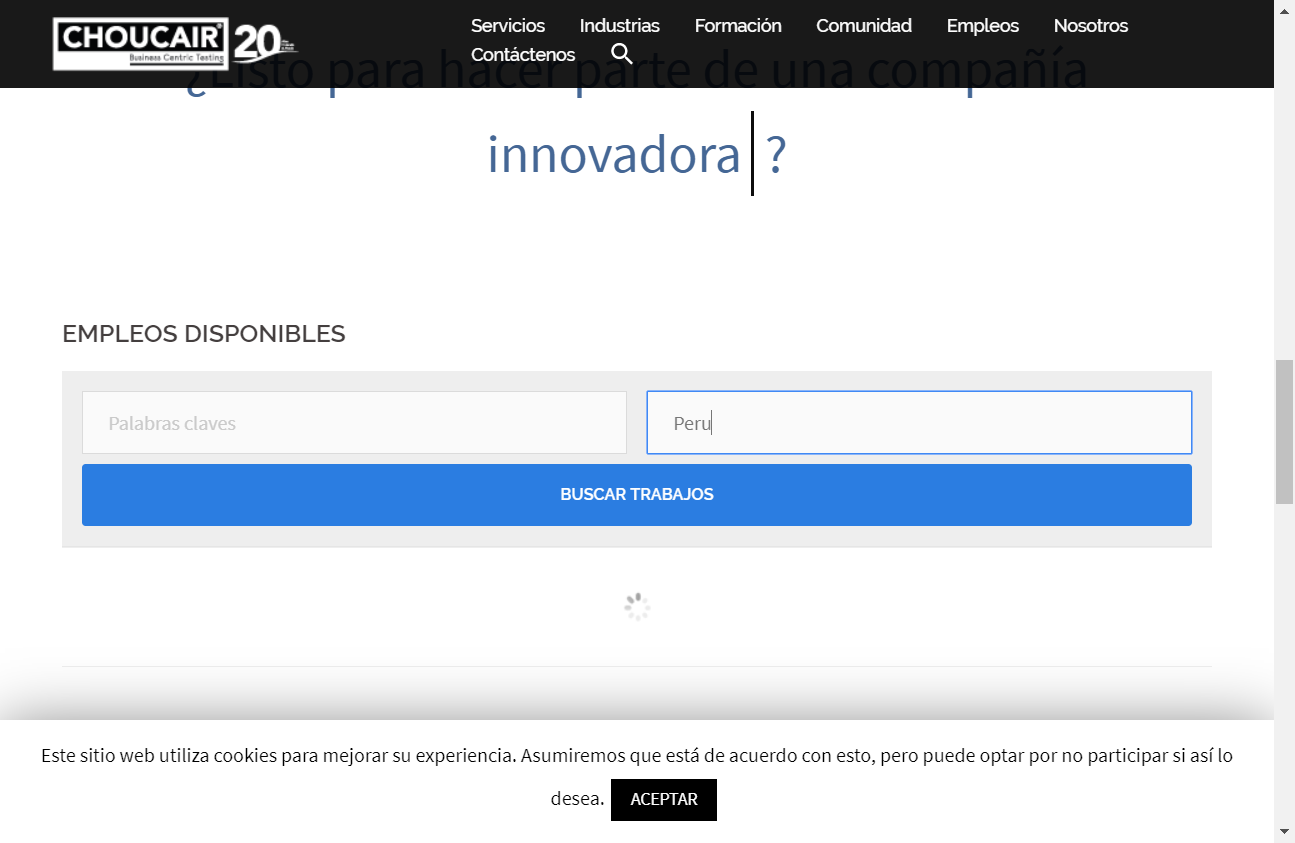 CHOUCAIR®
Business Centric Testing
20
Servicios Industrias Formación Comunidad Empleos Nosotros
Contáctenos
¿Listo para hacer parte de una compañía
innovadora ?
EMPLEOS DISPONIBLES
Palabras claves
Peru
BUSCAR TRABAJOS
Este sitio web utiliza cookies para mejorar su experiencia. Asumiremos que está de acuerdo con esto, pero puede optar por no participar si así lo
desea. ACEPTAR